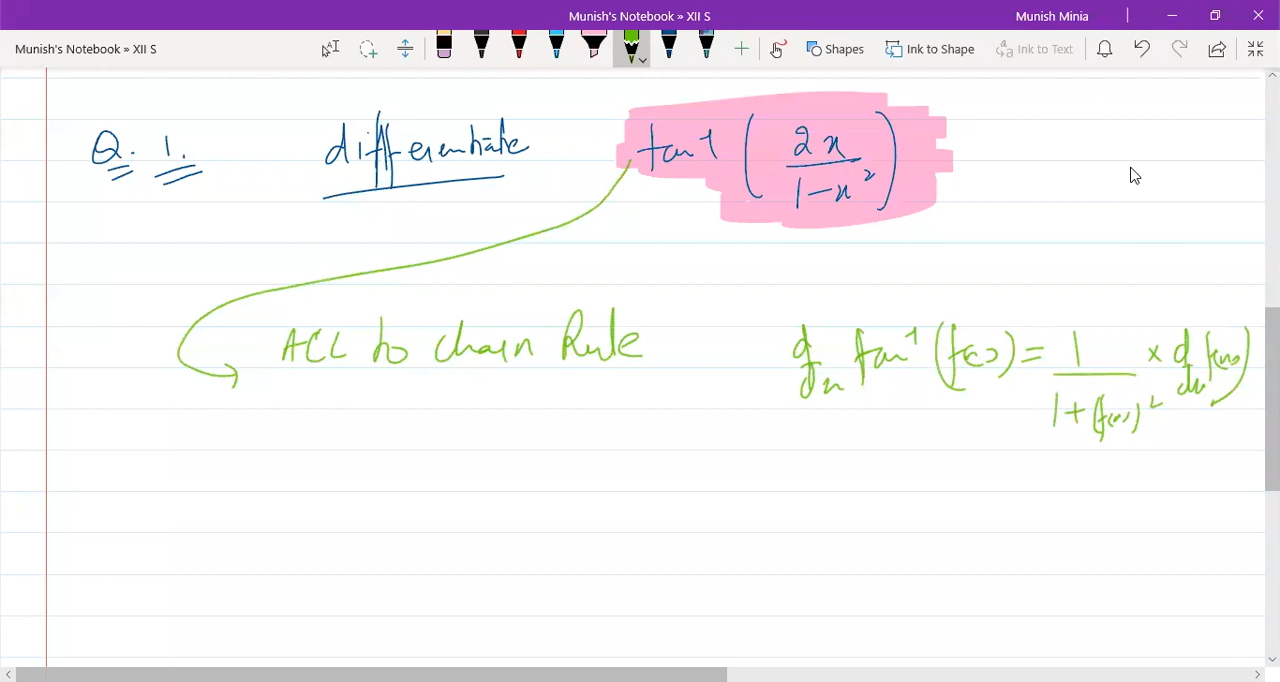 Munish's Notebook » XII S
Munish Minia
Munish's Notebook » XII S
Shapes
Ink to Shape
Ink to Text
Q. 1. differentiate tan⁻¹ (2x/(1-x²))
ACC to chain Rule d/dx tan⁻¹ (f(x)) = 1/(1+(f(x))²) × d/dx f(x)